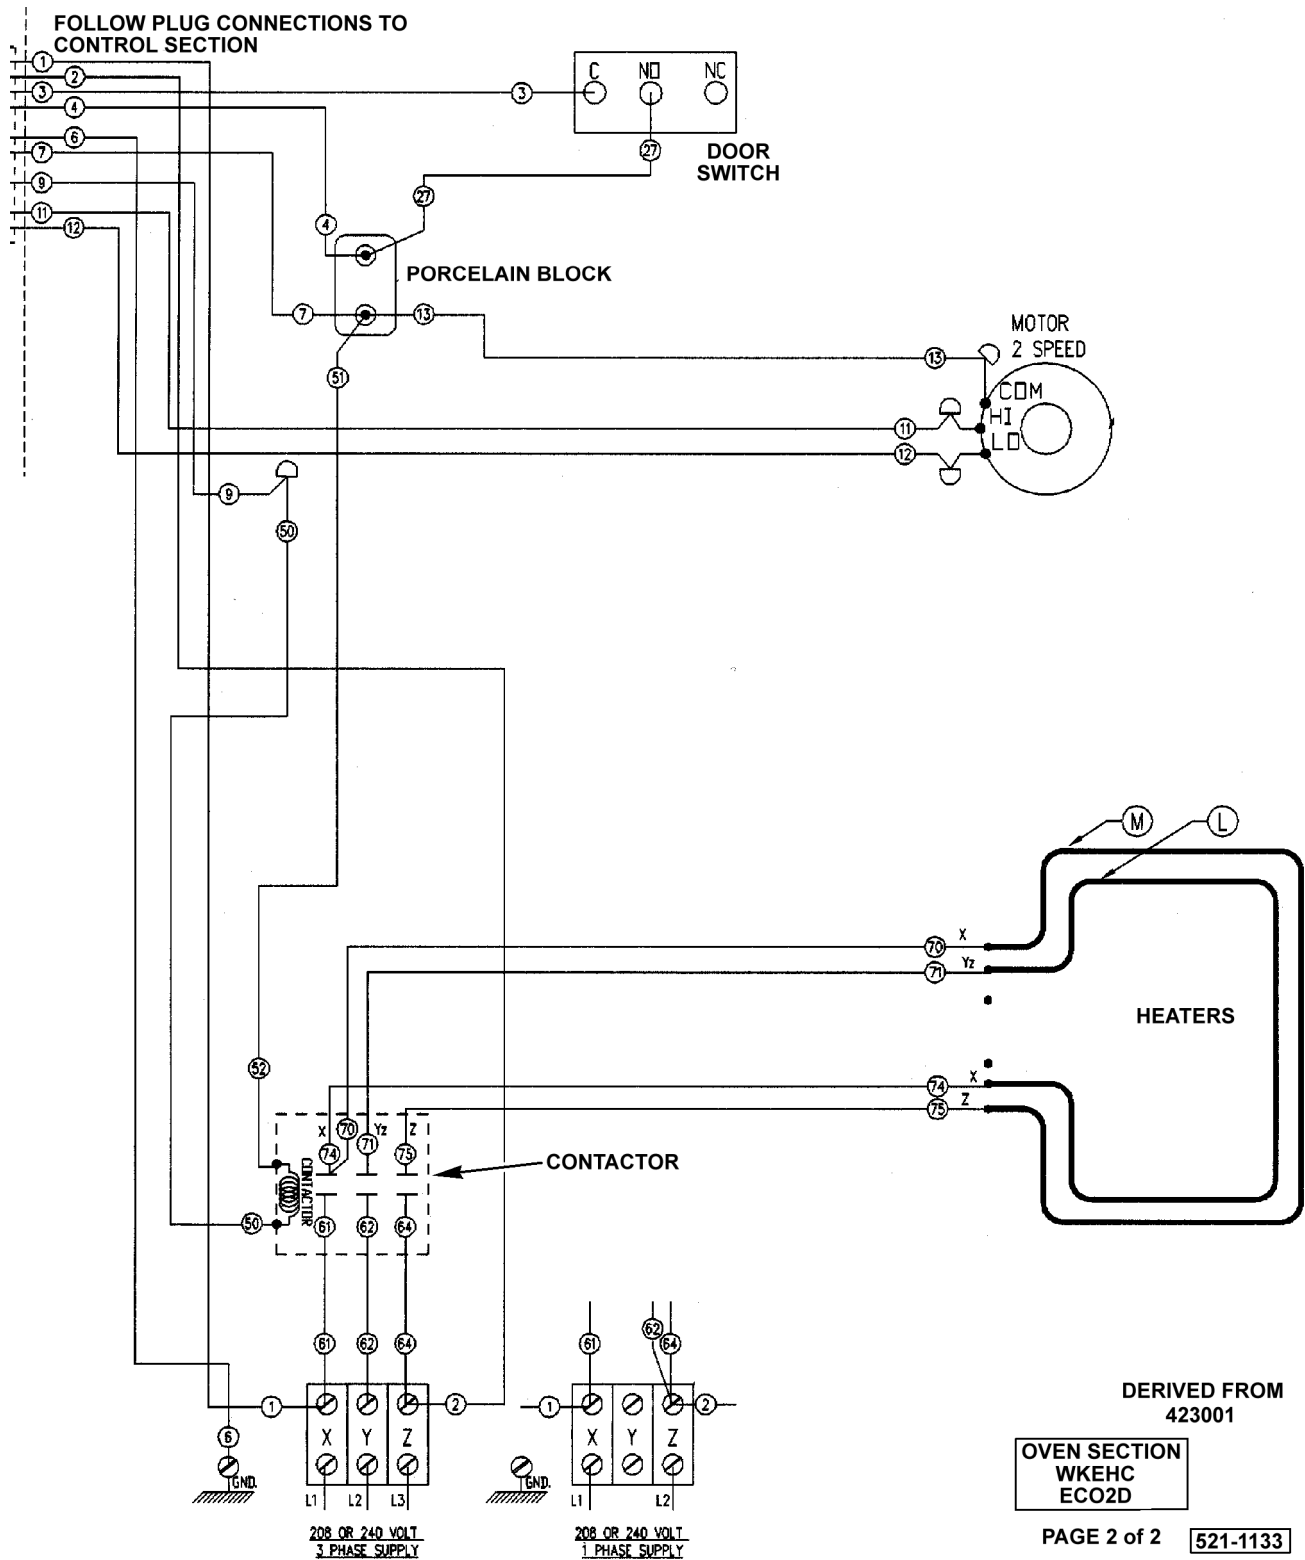 FOLLOW PLUG CONNECTIONS TO
CONTROL SECTION
1
2
3
4
6
7
9
11
12
3
C
NO
NC
27
DOOR
SWITCH
27
4
PORCELAIN BLOCK
7
13
51
MOTOR
2 SPEED
13
COM
HI
LO
11
12
9
50
M
L
70
X
71
Yz
HEATERS
52
74
X
75
Z
X
70
Yz
Z
74
71
75
CONTACTOR
CONTACTOR
50
61
62
64
61
62
64
61
62
64
1
2
1
2
X
Y
Z
X
Y
Z
6
GND.
GND.
L1
L2
L3
L1
L2
208 OR 240 VOLT
3 PHASE SUPPLY
208 OR 240 VOLT
1 PHASE SUPPLY
DERIVED FROM
423001
OVEN SECTION
WKEHC
ECO2D
PAGE 2 of 2
521-1133